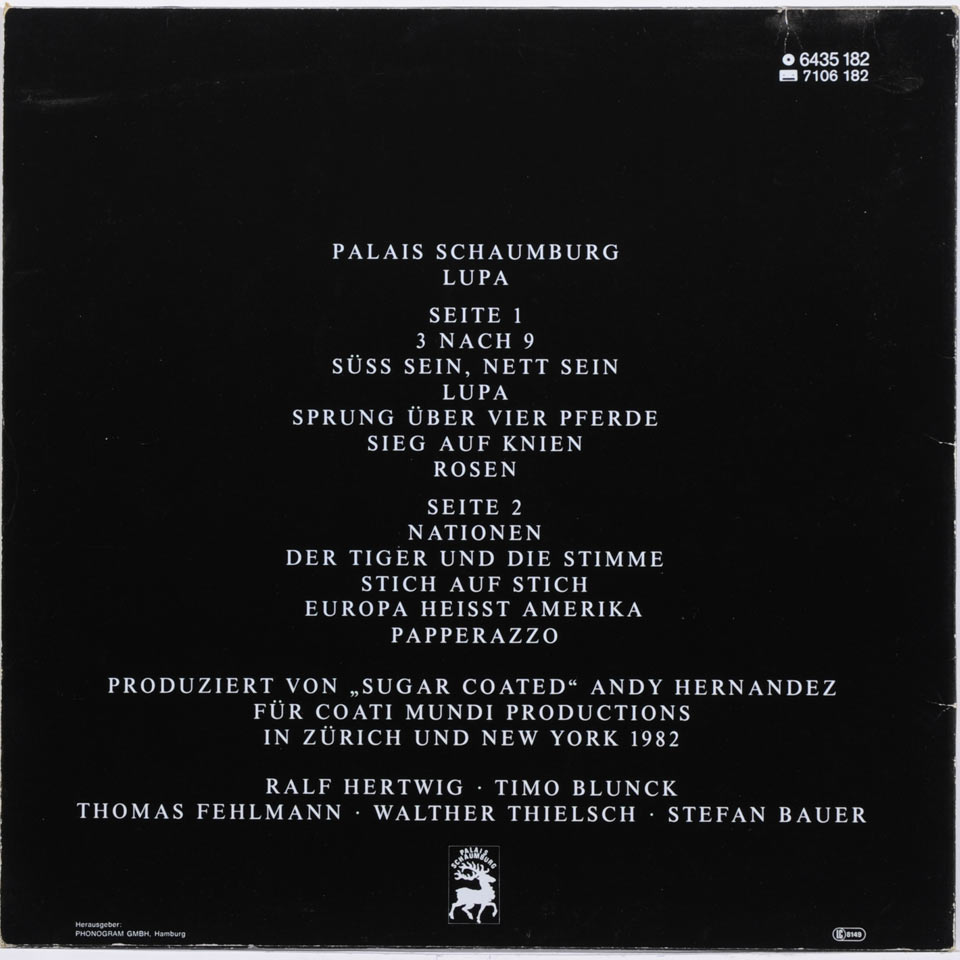 6435 182
7106 182
PALAIS SCHAUMBURG
LUPA
SEITE 1
3 NACH 9
SÜSS SEIN, NETT SEIN
LUPA
SPRUNG ÜBER VIER PFERDE
SIEG AUF KNIEN
ROSEN
SEITE 2
NATIONEN
DER TIGER UND DIE STIMME
STICH AUF STICH
EUROPA HEISST AMERIKA
PAPPERAZZO
PRODUZIERT VON „SUGAR COATED“ ANDY HERNANDEZ
FÜR COATI MUNDI PRODUCTIONS
IN ZÜRICH UND NEW YORK 1982
RALF HERTWIG · TIMO BLUNCK
THOMAS FEHLMANN · WALTHER THIELSCH · STEFAN BAUER
PALAIS
SCHAUMBURG
Herausgeber:
PHONOGRAM GMBH, Hamburg
LC 8149